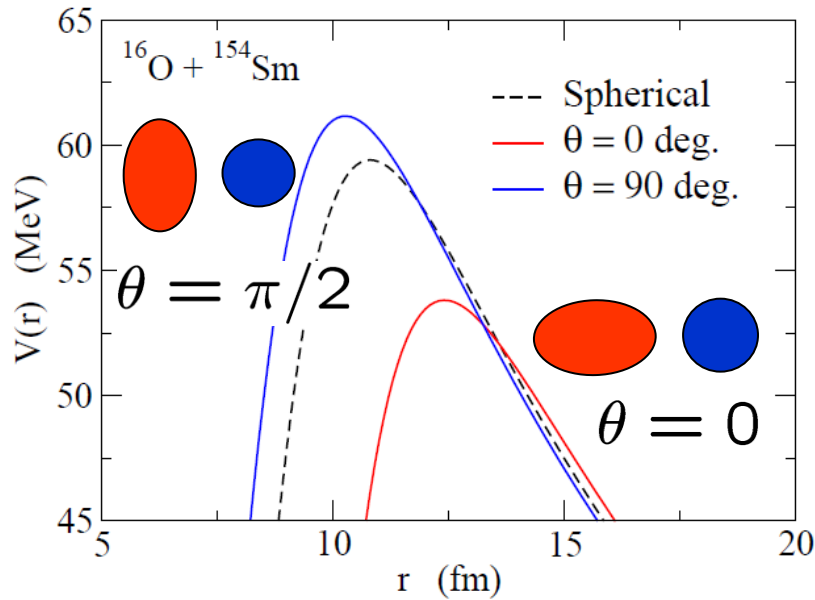 65
60
55
50
45
V(r) (MeV)
¹⁶O + ¹⁵⁴Sm
Spherical
θ = 0 deg.
θ = 90 deg.
θ = π/2
θ = 0
5
10
15
20
r (fm)